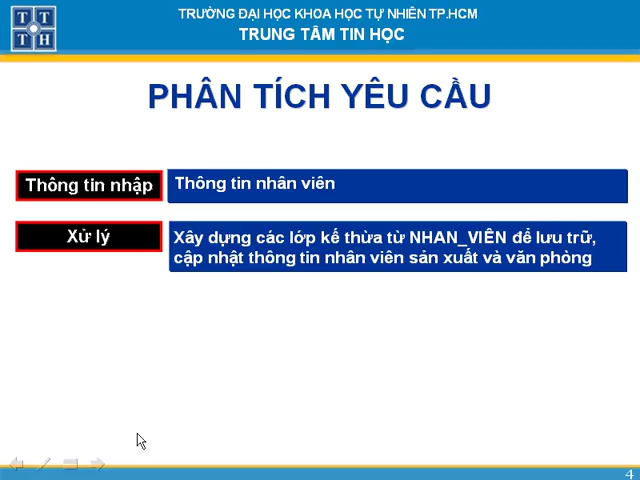 TRƯỜNG ĐẠI HỌC KHOA HỌC TỰ NHIÊN TP.HCM
TRUNG TÂM TIN HỌC
T T
T H
PHÂN TÍCH YÊU CẦU
Thông tin nhập
Thông tin nhân viên
Xử lý
Xây dựng các lớp kế thừa từ NHAN_VIÊN để lưu trữ,
cập nhật thông tin nhân viên sản xuất và văn phòng
4